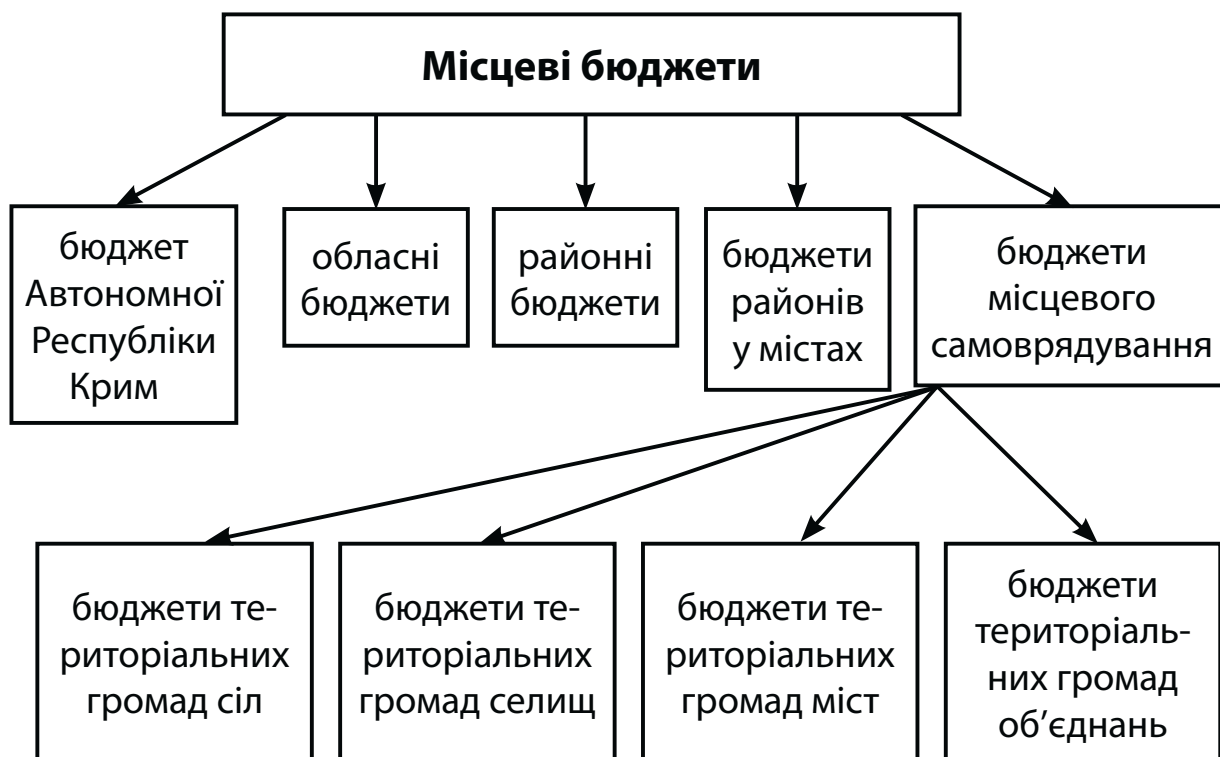 Місцеві бюджети
бюджет
Автономної
Республіки
Крим
обласні
бюджети
районні
бюджети
бюджети
районів
у містах
бюджети
місцевого
самоврядування
бюджети те-
риторіальних
громад сіл
бюджети те-
риторіальних
громад селищ
бюджети те-
риторіальних
громад міст
бюджети
територіаль-
них громад
об’єднань